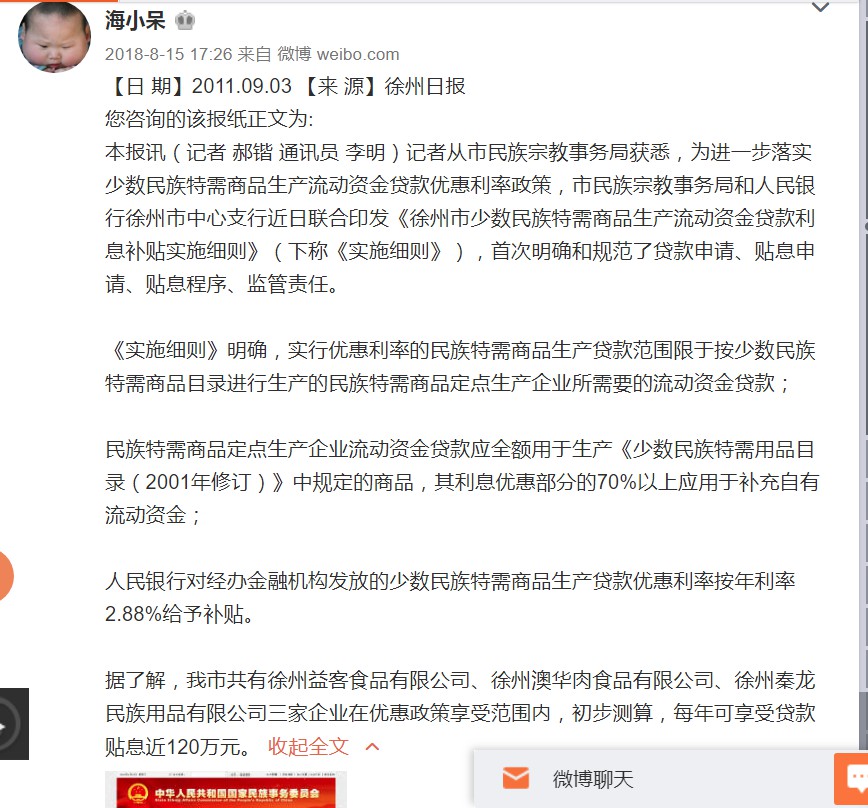 海小呆
2018-8-15 17:26 来自 微博 weibo.com
【日 期】2011.09.03 【来 源】徐州日报
您咨询的该报纸正文为:
本报讯（记者 郝锴 通讯员 李明）记者从市民族宗教事务局获悉，为进一步落实
少数民族特需商品生产流动资金贷款优惠利率政策，市民族宗教事务局和人民银
行徐州市中心支行近日联合印发《徐州市少数民族特需商品生产流动资金贷款利
息补贴实施细则》（下称《实施细则》），首次明确和规范了贷款申请、贴息申
请、贴息程序、监管责任。
《实施细则》明确，实行优惠利率的民族特需商品生产贷款范围限于按少数民族
特需商品目录进行生产的民族特需商品定点生产企业所需要的流动资金贷款；
民族特需商品定点生产企业流动资金贷款应全额用于生产《少数民族特需用品目
录（2001年修订）》中规定的商品，其利息优惠部分的70%以上应用于补充自有
流动资金；
人民银行对经办金融机构发放的少数民族特需商品生产贷款优惠利率按年利率
2.88%给予补贴。
据了解，我市共有徐州益客食品有限公司、徐州澳华肉食品有限公司、徐州秦龙
民族用品有限公司三家企业在优惠政策享受范围内，初步测算，每年可享受贷款
贴息近120万元。 收起全文
微博聊天
中华人民共和国国家民族事务委员会